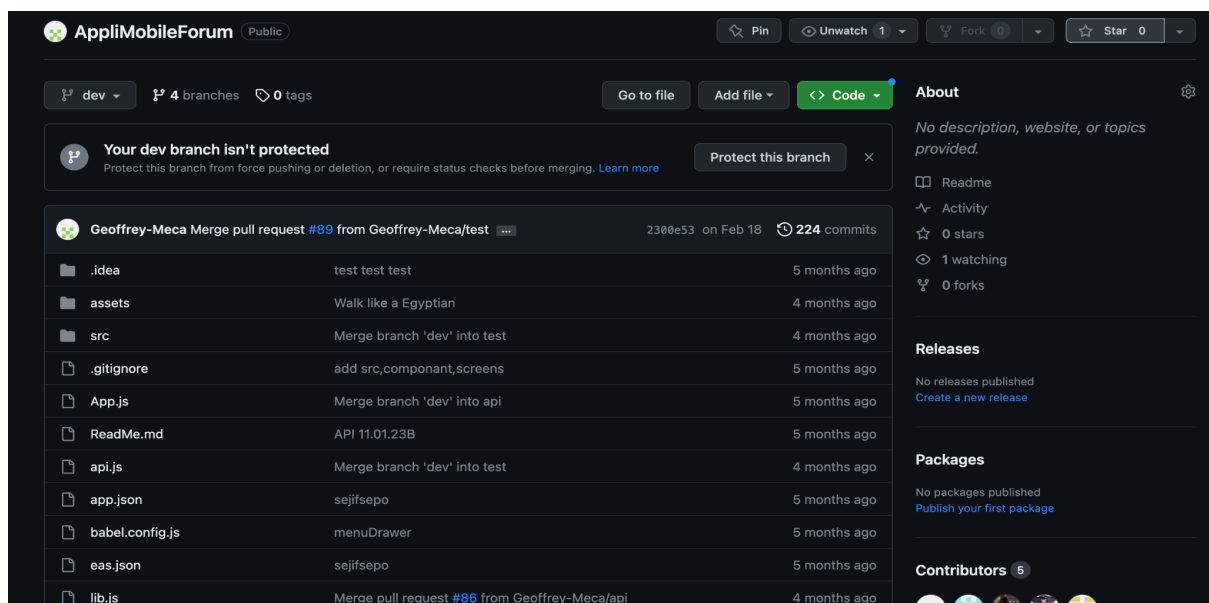 AppliMobileForum Public
Pin Unwatch 1 Fork 0 Star 0
dev 4 branches 0 tags Go to file Add file Code
Your dev branch isn't protected
Protect this branch from force pushing or deletion, or require status checks before merging. Learn more
Protect this branch
Geoffrey-Meca Merge pull request #89 from Geoffrey-Meca/test ... 2300e53 on Feb 18 224 commits
.idea test test test 5 months ago
assets Walk like a Egyptian 4 months ago
src Merge branch 'dev' into test 4 months ago
.gitignore add src,componant,screens 5 months ago
App.js Merge branch 'dev' into api 5 months ago
ReadMe.md API 11.01.23B 5 months ago
api.js Merge branch 'dev' into test 4 months ago
app.json sejifsepo 5 months ago
babel.config.js menuDrawer 5 months ago
eas.json sejifsepo 5 months ago
lib.js Merge pull request #86 from Geoffrey-Meca/api 4 months ago
About
No description, website, or topics
provided.
Readme
Activity
0 stars
1 watching
0 forks
Releases
No releases published
Create a new release
Packages
No packages published
Publish your first package
Contributors 5